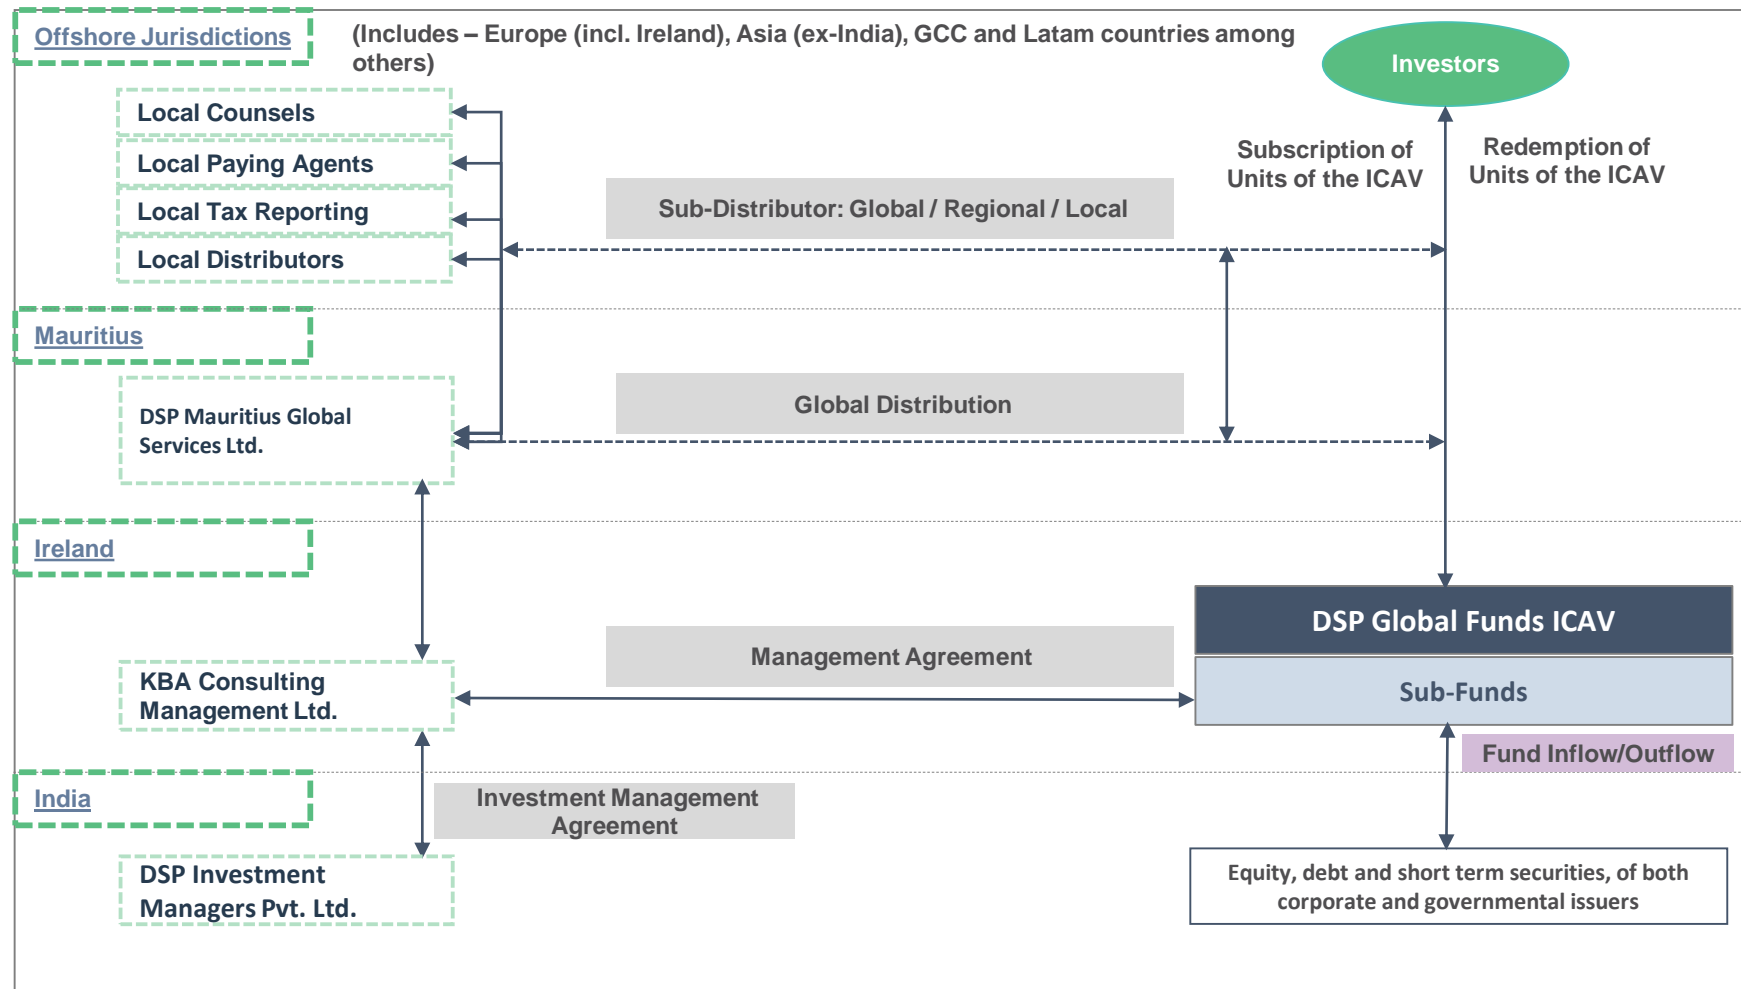 Offshore Jurisdictions
(Includes – Europe (incl. Ireland), Asia (ex-India), GCC and Latam countries among
others)
Investors
Local Counsels
Local Paying Agents
Local Tax Reporting
Local Distributors
Subscription of
Units of the ICAV
Redemption of
Units of the ICAV
Sub-Distributor: Global / Regional / Local
Mauritius
DSP Mauritius Global
Services Ltd.
Global Distribution
Ireland
DSP Global Funds ICAV
Sub-Funds
Management Agreement
KBA Consulting
Management Ltd.
Fund Inflow/Outflow
India
Investment Management
Agreement
DSP Investment
Managers Pvt. Ltd.
Equity, debt and short term securities, of both
corporate and governmental issuers